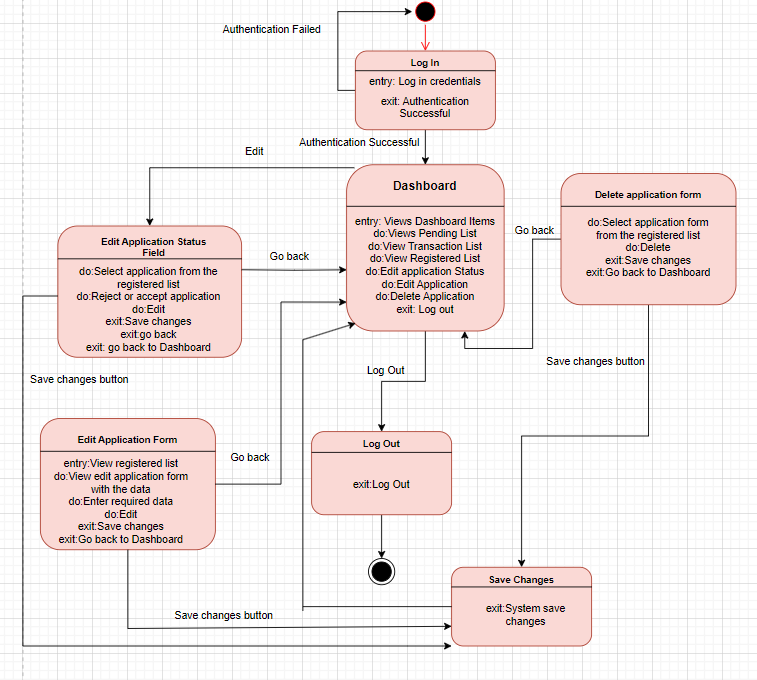 Authentication Failed
Log In
entry: Log in credentials
exit: Authentication
Successful
Authentication Successful
Edit
Dashboard
entry: Views Dashboard Items
do:Views Pending List
do:View Transaction List
do:View Registered List
do:Edit application Status
do:Edit Application
do:Delete Application
exit: Log out
Delete application form
do:Select application form
from the registered list
do:Delete
exit:Save changes
exit:Go back to Dashboard
Go back
Edit Application Status
Field
do:Select application from the
registered list
do:Reject or accept application
do:Edit
exit:Save changes
exit:go back
exit: go back to Dashboard
Go back
Save changes button
Save changes button
Log Out
Edit Application Form
entry:View registered list
do:View edit application form
with the data
do:Enter required data
do:Edit
exit:Save changes
exit:Go back to Dashboard
Go back
Log Out
exit:Log Out
Save Changes
exit:System save
changes
Save changes button